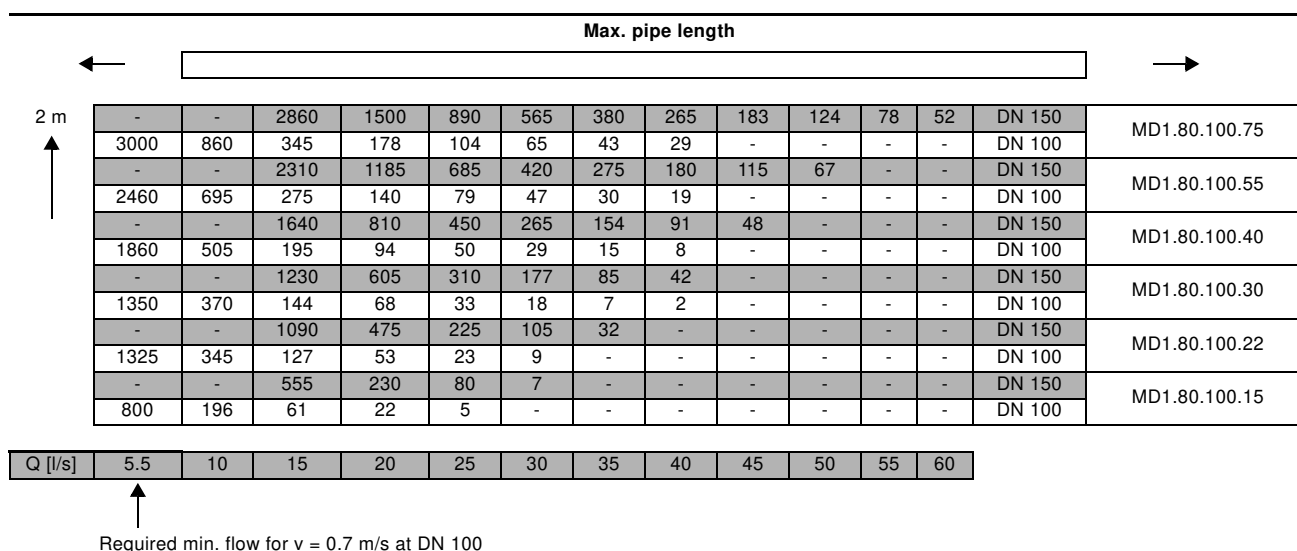 Max. pipe length
2 m - - 2860 1500 890 565 380 265 183 124 78 52 DN 150 MD1.80.100.75
3000 860 345 178 104 65 43 29 - - - - DN 100
- - 2310 1185 685 420 275 180 115 67 - - DN 150 MD1.80.100.55
2460 695 275 140 79 47 30 19 - - - - DN 100
- - 1640 810 450 265 154 91 48 - - - DN 150 MD1.80.100.40
1860 505 195 94 50 29 15 8 - - - - DN 100
- - 1230 605 310 177 85 42 - - - - DN 150 MD1.80.100.30
1350 370 144 68 33 18 7 2 - - - - DN 100
- - 1090 475 225 105 32 - - - - - DN 150 MD1.80.100.22
1325 345 127 53 23 9 - - - - - - DN 100
- - 555 230 80 7 - - - - - - DN 150 MD1.80.100.15
800 196 61 22 5 - - - - - - - DN 100
Q [l/s] 5.5 10 15 20 25 30 35 40 45 50 55 60
Required min. flow for v = 0.7 m/s at DN 100